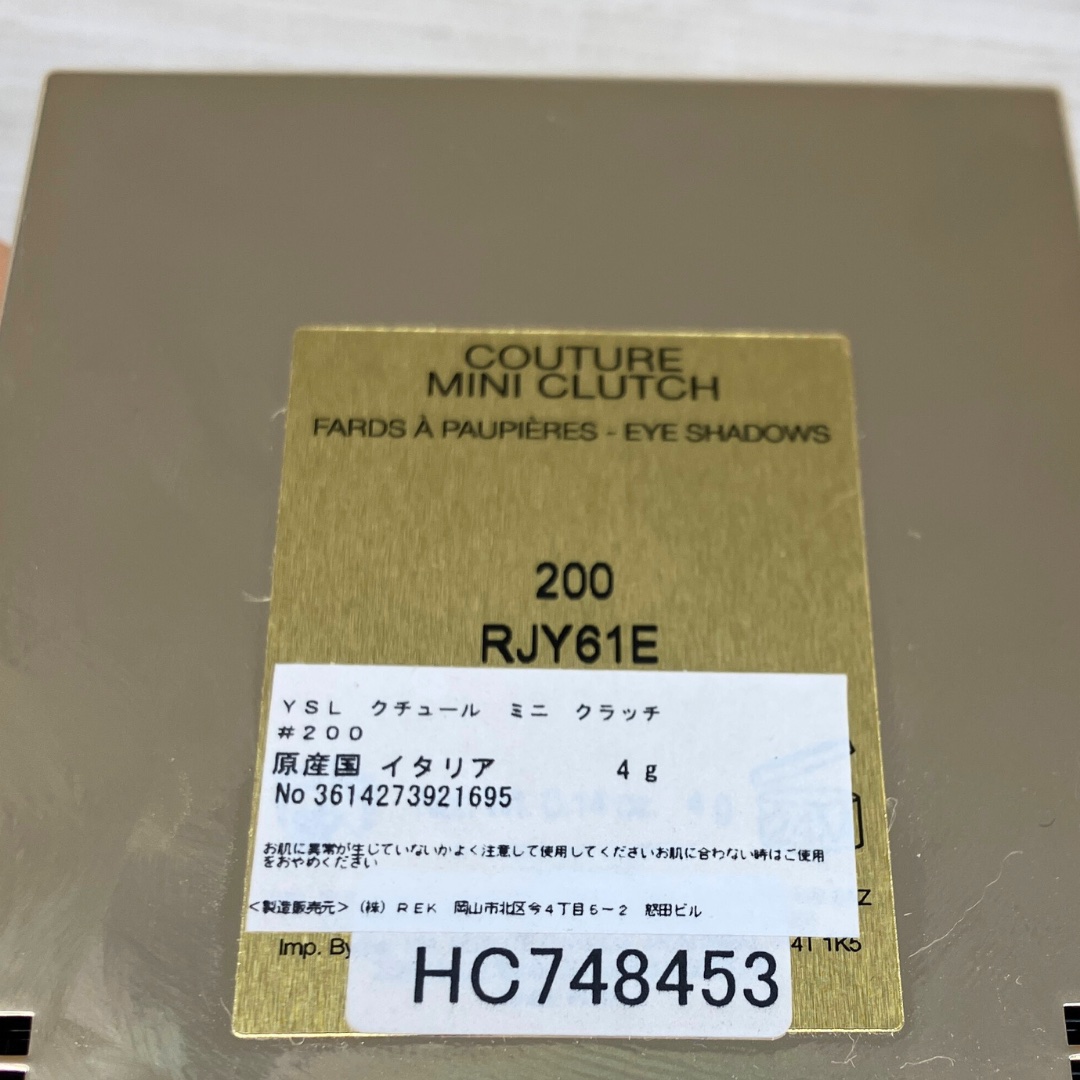 COUTURE
MINI CLUTCH
FARDS À PAUPIÈRES - EYE SHADOWS
200
RJY61E
YSL クチュール ミニ クラッチ
#200
原産国 イタリア 4g
No 3614273921695
お肌に異常が生じていないかよく注意して使用してくださいお肌に合わない時はご使用
をおやめください
<製造販売元> (株) REK 岡山市北区今4丁目6-2 怒田ビル
Imp. By
1K5
HC748453